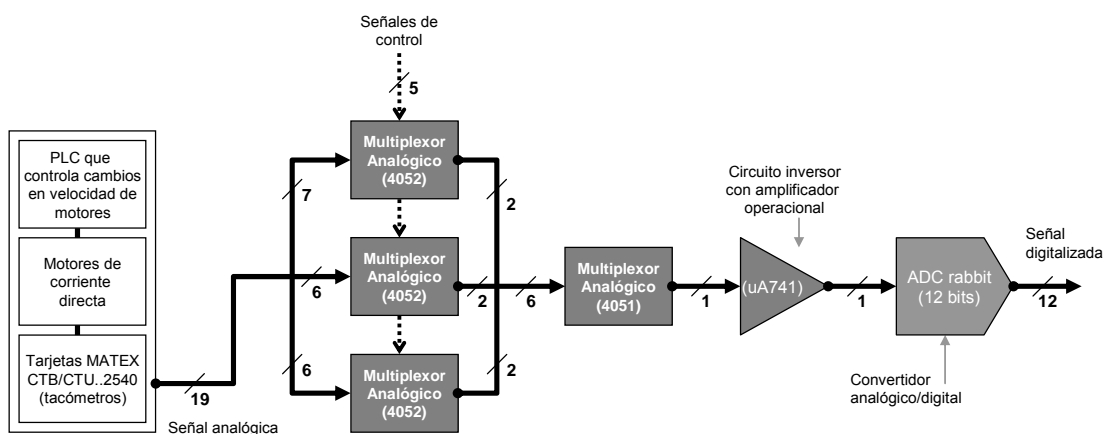 Señales de
control
5
PLC que
controla cambios
en velocidad de
motores
Motores de
corriente
directa
Tarjetas MATEX
CTB/CTU..2540
(tacómetros)
19
Señal analógica
7
6
6
Multiplexor
Analógico
(4052)
Multiplexor
Analógico
(4052)
Multiplexor
Analógico
(4052)
2
2
2
6
Multiplexor
Analógico
(4051)
1
Circuito inversor
con amplificador
operacional
(uA741)
1
ADC rabbit
(12 bits)
Convertidor
analógico/digital
Señal
digitalizada
12